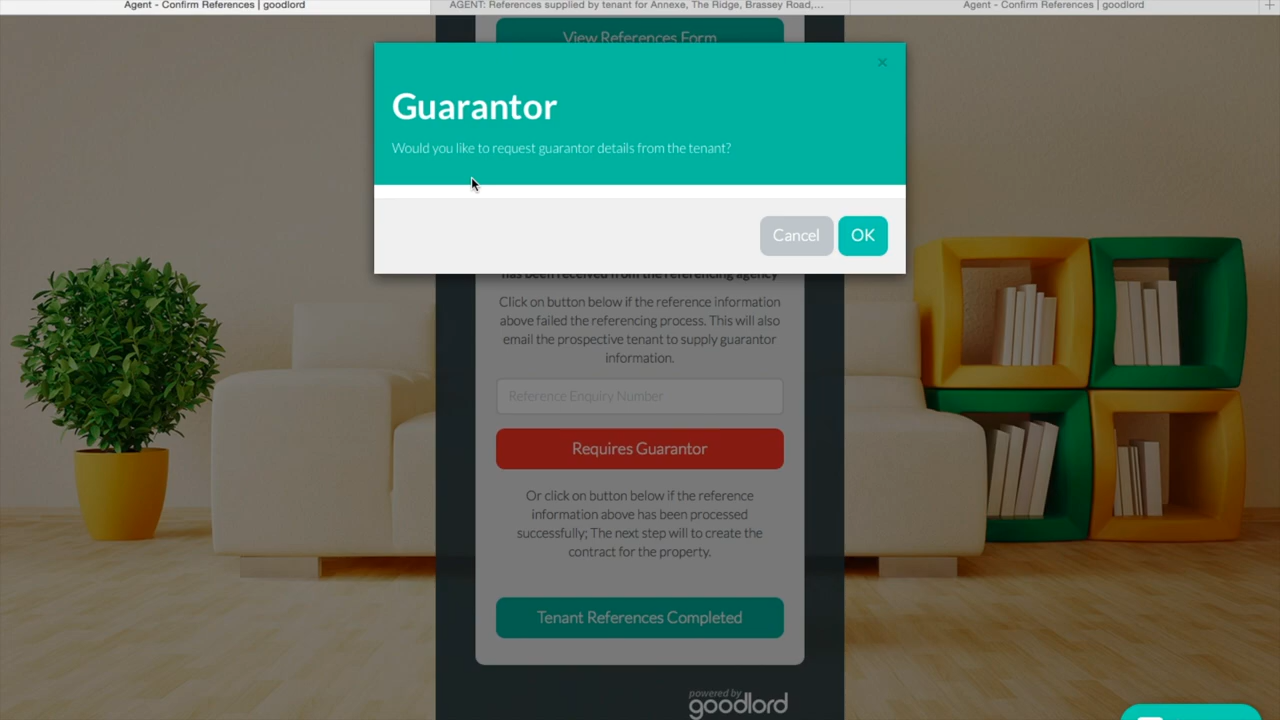 Agent - Confirm References | goodlord
AGENT: References supplied by tenant for Annexe, The Ridge, Brassey Road,...
Agent - Confirm References | goodlord
View References Form
×
Guarantor
Would you like to request guarantor details from the tenant?
Cancel
OK
has been received from the referencing agency
Click on button below if the reference information
above failed the referencing process. This will also
email the prospective tenant to supply guarantor
information.
Reference Enquiry Number
Requires Guarantor
Or click on button below if the reference
information above has been processed
successfully; The next step will to create the
contract for the property.
Tenant References Completed
powered by
goodlord